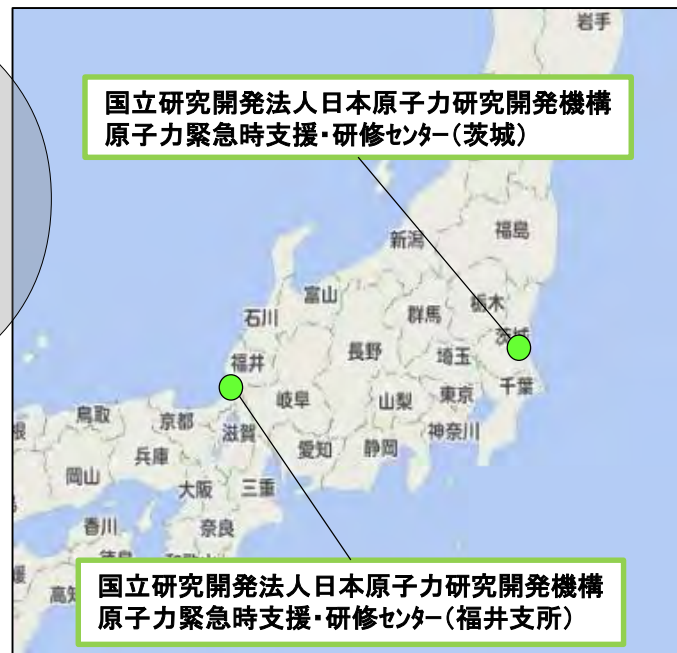 岩手
国立研究開発法人日本原子力研究開発機構
原子力緊急時支援・研修センター(茨城)
新潟
福島
富山
石川
群馬
栃木
茨城
福井
長野
埼玉
千葉
岐阜
山梨
東京
鳥取
京都
滋賀
神奈川
兵庫
愛知
静岡
岡山
大阪
三重
香川
奈良
国立研究開発法人日本原子力研究開発機構
原子力緊急時支援・研修センター(福井支所)